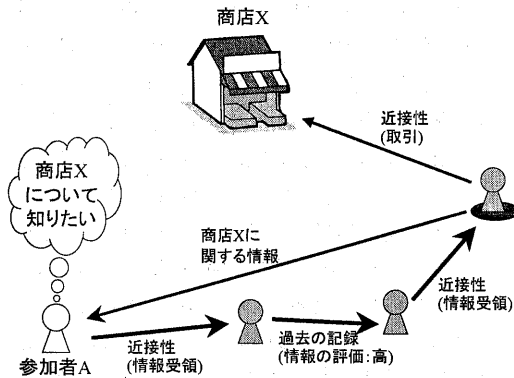 商店X
近接性
(取引)
商店X
について
知りたい
商店Xに
関する情報
近接性
(情報受領)
過去の記録
(情報の評価:高)
近接性
(情報受領)
参加者A